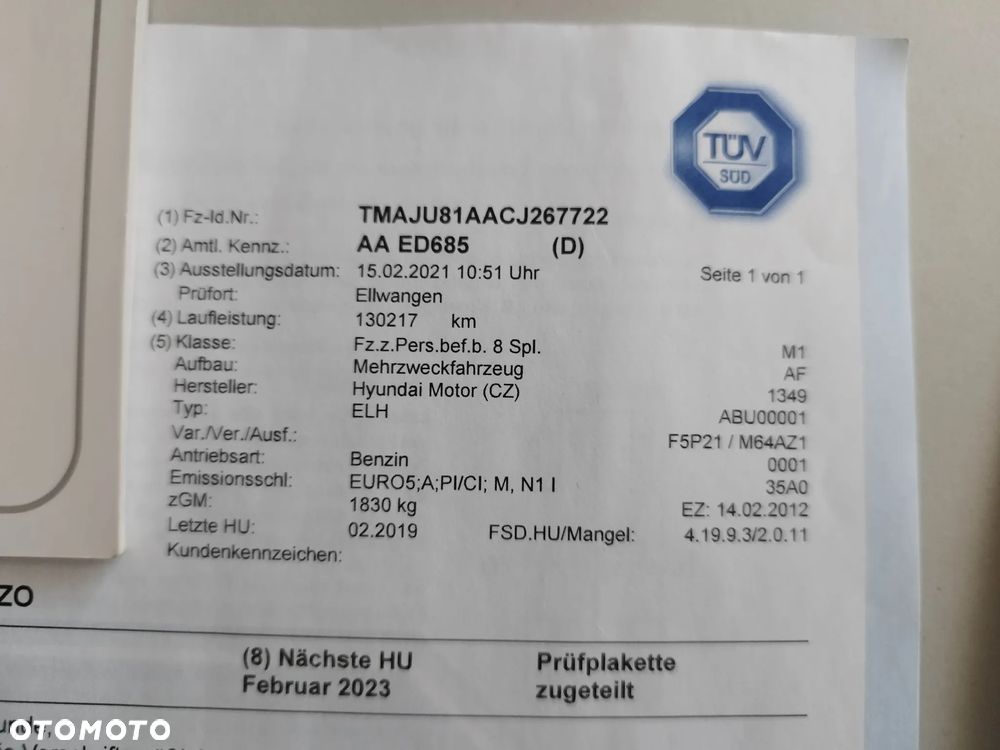 TÜV
SÜD
(1) Fz-Id.Nr.: TMAJU81AACJ267722
(2) Amtl. Kennz.: AA ED685 (D)
(3) Ausstellungsdatum: 15.02.2021 10:51 Uhr Seite 1 von 1
Prüfort: Ellwangen
(4) Laufleistung: 130217 km
(5) Klasse: Fz.z.Pers.bef.b. 8 Spl. M1
Aufbau: Mehrzweckfahrzeug AF
Hersteller: Hyundai Motor (CZ) 1349
Typ: ELH ABU00001
Var./Ver./Ausf.: F5P21 / M64AZ1
Antriebsart: Benzin 0001
Emissionsschl: EURO5;A;PI/CI; M, N1 I 35A0
zGM: 1830 kg EZ: 14.02.2012
Letzte HU: 02.2019 FSD.HU/Mangel: 4.19.9.3/2.0.11
Kundenkennzeichen:
ZO
(8) Nächste HU Prüfplakette
Februar 2023 zugeteilt
OTOMOTO